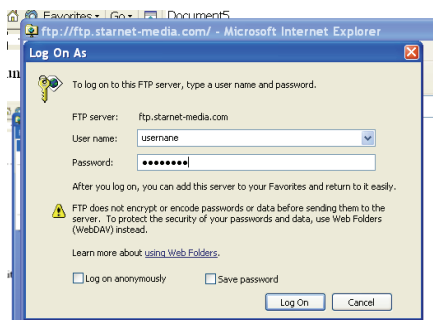 Favorites Go Document5
ftp://ftp.starnet-media.com/ - Microsoft Internet Explorer
Log On As
To log on to this FTP server, type a user name and password.
FTP server: ftp.starnet-media.com
User name: usernane
Password: ●●●●●●●●
After you log on, you can add this server to your Favorites and return to it easily.
FTP does not encrypt or encode passwords or data before sending them to the
server. To protect the security of your passwords and data, use Web Folders
(WebDAV) instead.
Learn more about using Web Folders.
Log on anonymously Save password
Log On Cancel